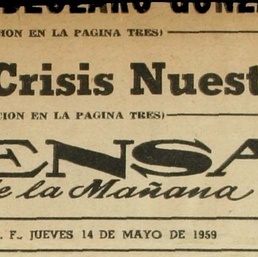 ION EN LA PAGINA TRES)
Crisis Nuest
CION EN LA PAGINA TRES)
ENSA
de la Mañana
. F., JUEVES 14 DE MAYO DE 1959